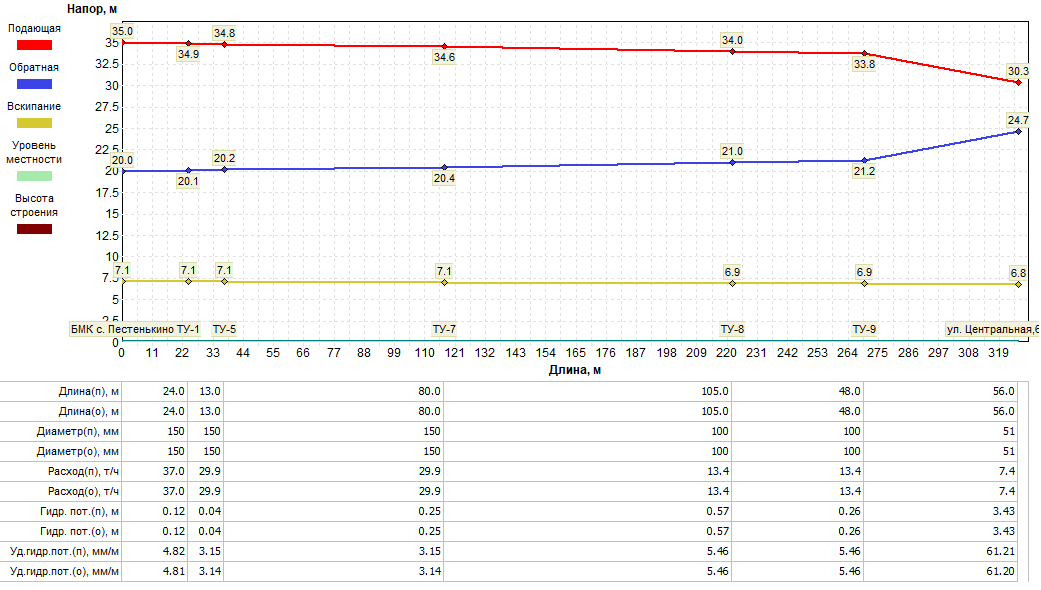 Напор, м
Подающая
Обратная
Вскипание
Уровень
местности
Высота
строения
35
32.5
30
27.5
25
22.5
20
17.5
15
12.5
10
7.5
5
2.5
0
35.0 34.9 34.8 34.6 34.0 33.8 30.3
20.0 20.1 20.2 20.4 21.0 21.2 24.7
7.1 7.1 7.1 7.1 6.9 6.9 6.8
БМК с. Пестенькино ТУ-1 ТУ-5 ТУ-7 ТУ-8 ТУ-9 ул. Центральная,6
0 11 22 33 44 55 66 77 88 99 110 121 132 143 154 165 176 187 198 209 220 231 242 253 264 275 286 297 308 319
Длина, м
Длина(п), м 24.0 13.0 80.0 105.0 48.0 56.0
Длина(о), м 24.0 13.0 80.0 105.0 48.0 56.0
Диаметр(п), мм 150 150 150 100 100 51
Диаметр(о), мм 150 150 150 100 100 51
Расход(п), т/ч 37.0 29.9 29.9 13.4 13.4 7.4
Расход(о), т/ч 37.0 29.9 29.9 13.4 13.4 7.4
Гидр. пот.(п), м 0.12 0.04 0.25 0.57 0.26 3.43
Гидр. пот.(о), м 0.12 0.04 0.25 0.57 0.26 3.43
Уд.гидр.пот.(п), мм/м 4.82 3.15 3.15 5.46 5.46 61.21
Уд.гидр.пот.(о), мм/м 4.81 3.14 3.14 5.46 5.46 61.20